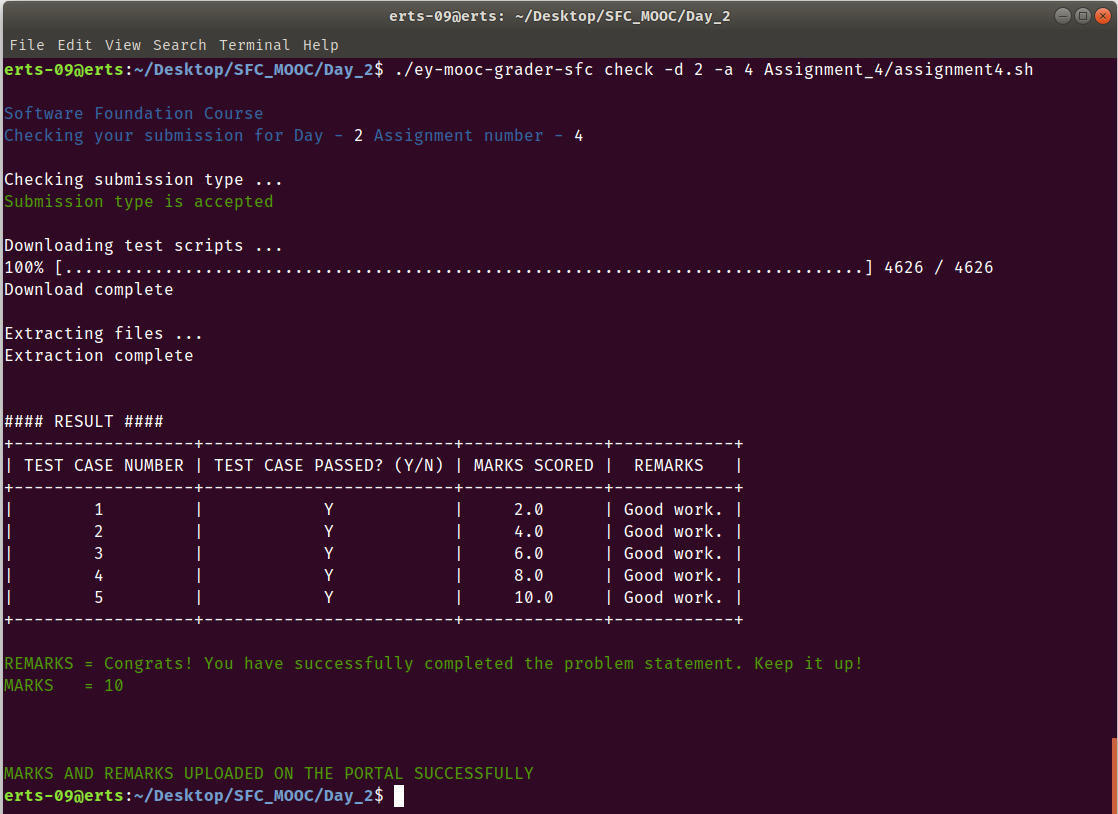 erts-09@erts: ~/Desktop/SFC_MOOC/Day_2
File Edit View Search Terminal Help
erts-09@erts:~/Desktop/SFC_MOOC/Day_2$ ./ey-mooc-grader-sfc check -d 2 -a 4 Assignment_4/assignment4.sh
Software Foundation Course
Checking your submission for Day - 2 Assignment number - 4
Checking submission type ...
Submission type is accepted
Downloading test scripts ...
100% [................................................................................] 4626 / 4626
Download complete
Extracting files ...
Extraction complete
#### RESULT ####
+------------------+-------------------------+--------------+------------+
| TEST CASE NUMBER | TEST CASE PASSED? (Y/N) | MARKS SCORED |  REMARKS   |
+------------------+-------------------------+--------------+------------+
|        1         |            Y            |     2.0      | Good work. |
|        2         |            Y            |     4.0      | Good work. |
|        3         |            Y            |     6.0      | Good work. |
|        4         |            Y            |     8.0      | Good work. |
|        5         |            Y            |     10.0     | Good work. |
+------------------+-------------------------+--------------+------------+
REMARKS = Congrats! You have successfully completed the problem statement. Keep it up!
MARKS   = 10
MARKS AND REMARKS UPLOADED ON THE PORTAL SUCCESSFULLY
erts-09@erts:~/Desktop/SFC_MOOC/Day_2$